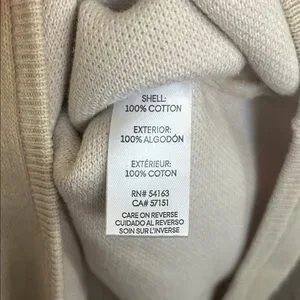 SHELL:
100% COTTON
EXTERIOR:
100% ALGODÓN
EXTÉRIEUR:
100% COTON
RN# 54163
CA# 57151
CARE ON REVERSE
CUIDADO AL REVERSO
SOIN SUR L'INVERSE